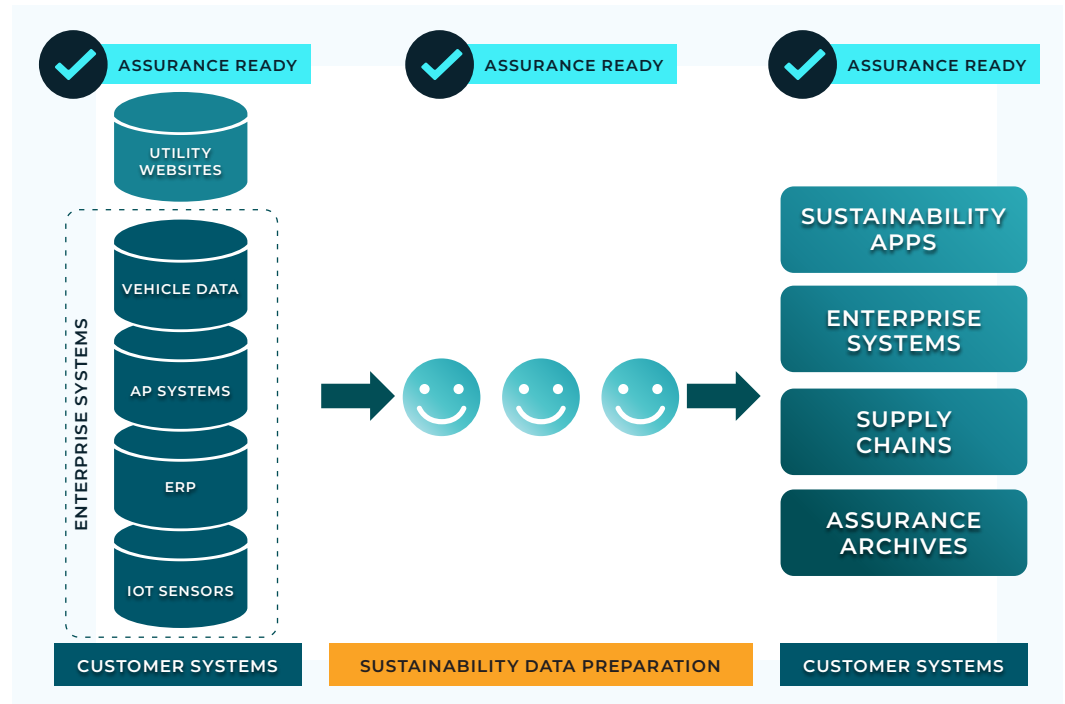 ASSURANCE READY
ASSURANCE READY
ASSURANCE READY
UTILITY
WEBSITES
ENTERPRISE SYSTEMS
VEHICLE DATA
AP SYSTEMS
ERP
IOT SENSORS
SUSTAINABILITY
APPS
ENTERPRISE
SYSTEMS
SUPPLY
CHAINS
ASSURANCE
ARCHIVES
CUSTOMER SYSTEMS
SUSTAINABILITY DATA PREPARATION
CUSTOMER SYSTEMS